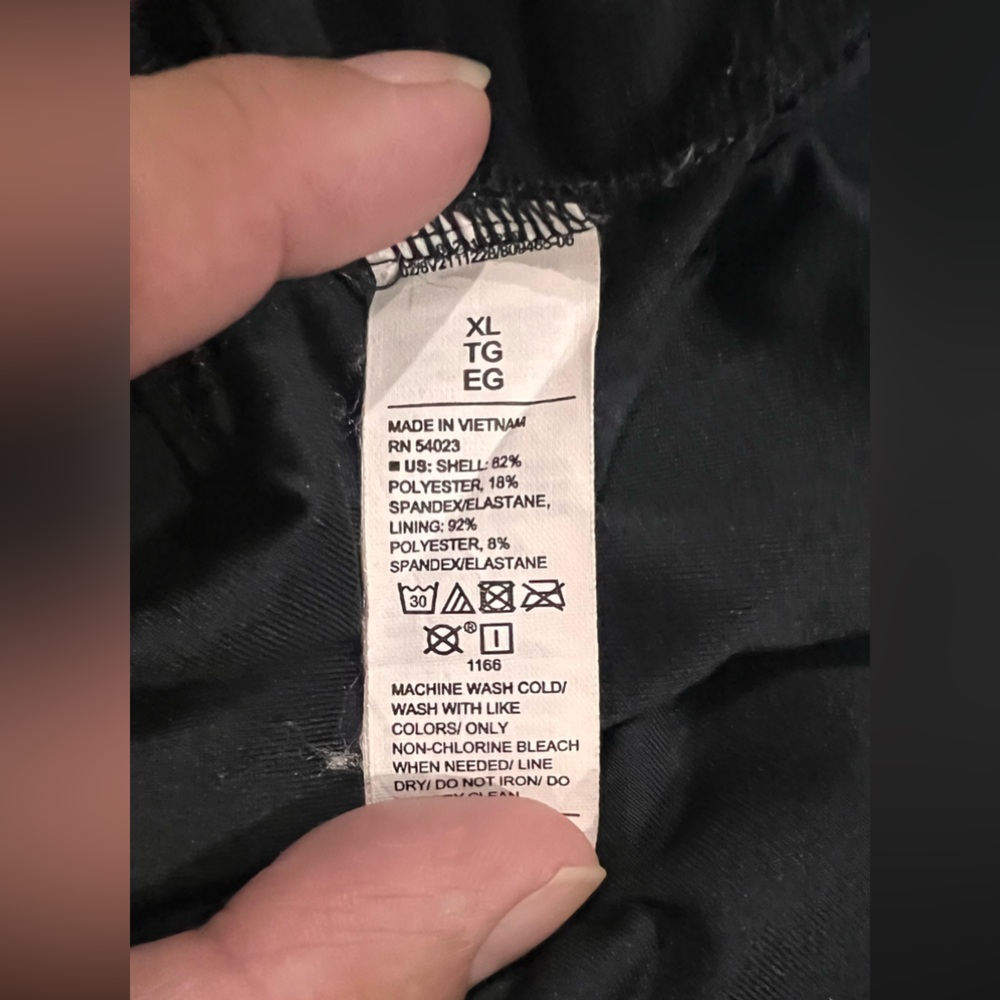 XL
TG
EG
MADE IN VIETNAM
RN 54023
US: SHELL: 82%
POLYESTER, 18%
SPANDEX/ELASTANE,
LINING: 92%
POLYESTER, 8%
SPANDEX/ELASTANE
30
®
1166
MACHINE WASH COLD/
WASH WITH LIKE
COLORS/ ONLY
NON-CHLORINE BLEACH
WHEN NEEDED/ LINE
DRY/ DO NOT IRON/ DO
CLEAN